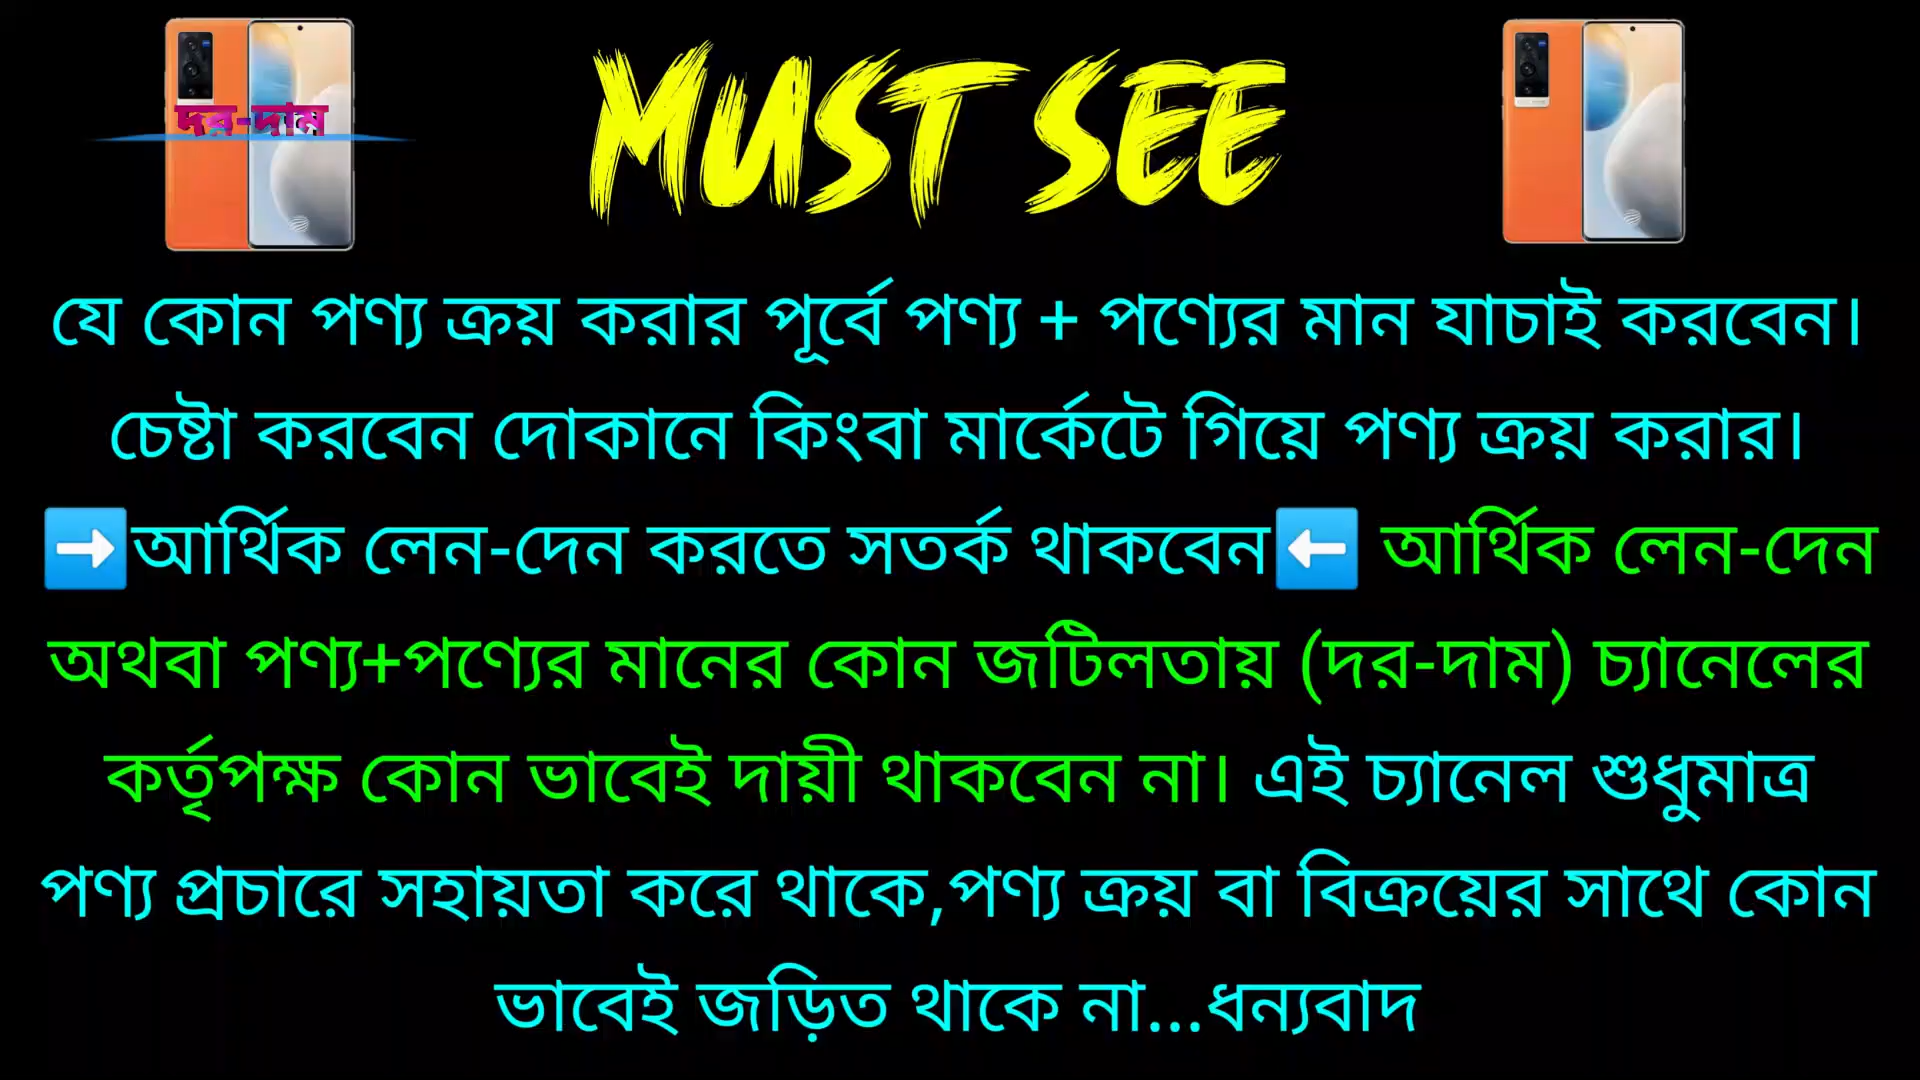 দর-দাম
MUST SEE
যে কোন পণ্য ক্রয় করার পূর্বে পণ্য + পণ্যের মান যাচাই করবেন।
চেষ্টা করবেন দোকানে কিংবা মার্কেটে গিয়ে পণ্য ক্রয় করার।
➡️আর্থিক লেন-দেন করতে সতর্ক থাকবেন⬅️ আর্থিক লেন-দেন
অথবা পণ্য+পণ্যের মানের কোন জটিলতায় (দর-দাম) চ্যানেলের
কর্তৃপক্ষ কোন ভাবেই দায়ী থাকবেন না। এই চ্যানেল শুধুমাত্র
পণ্য প্রচারে সহায়তা করে থাকে,পণ্য ক্রয় বা বিক্রয়ের সাথে কোন
ভাবেই জড়িত থাকে না...ধন্যবাদ